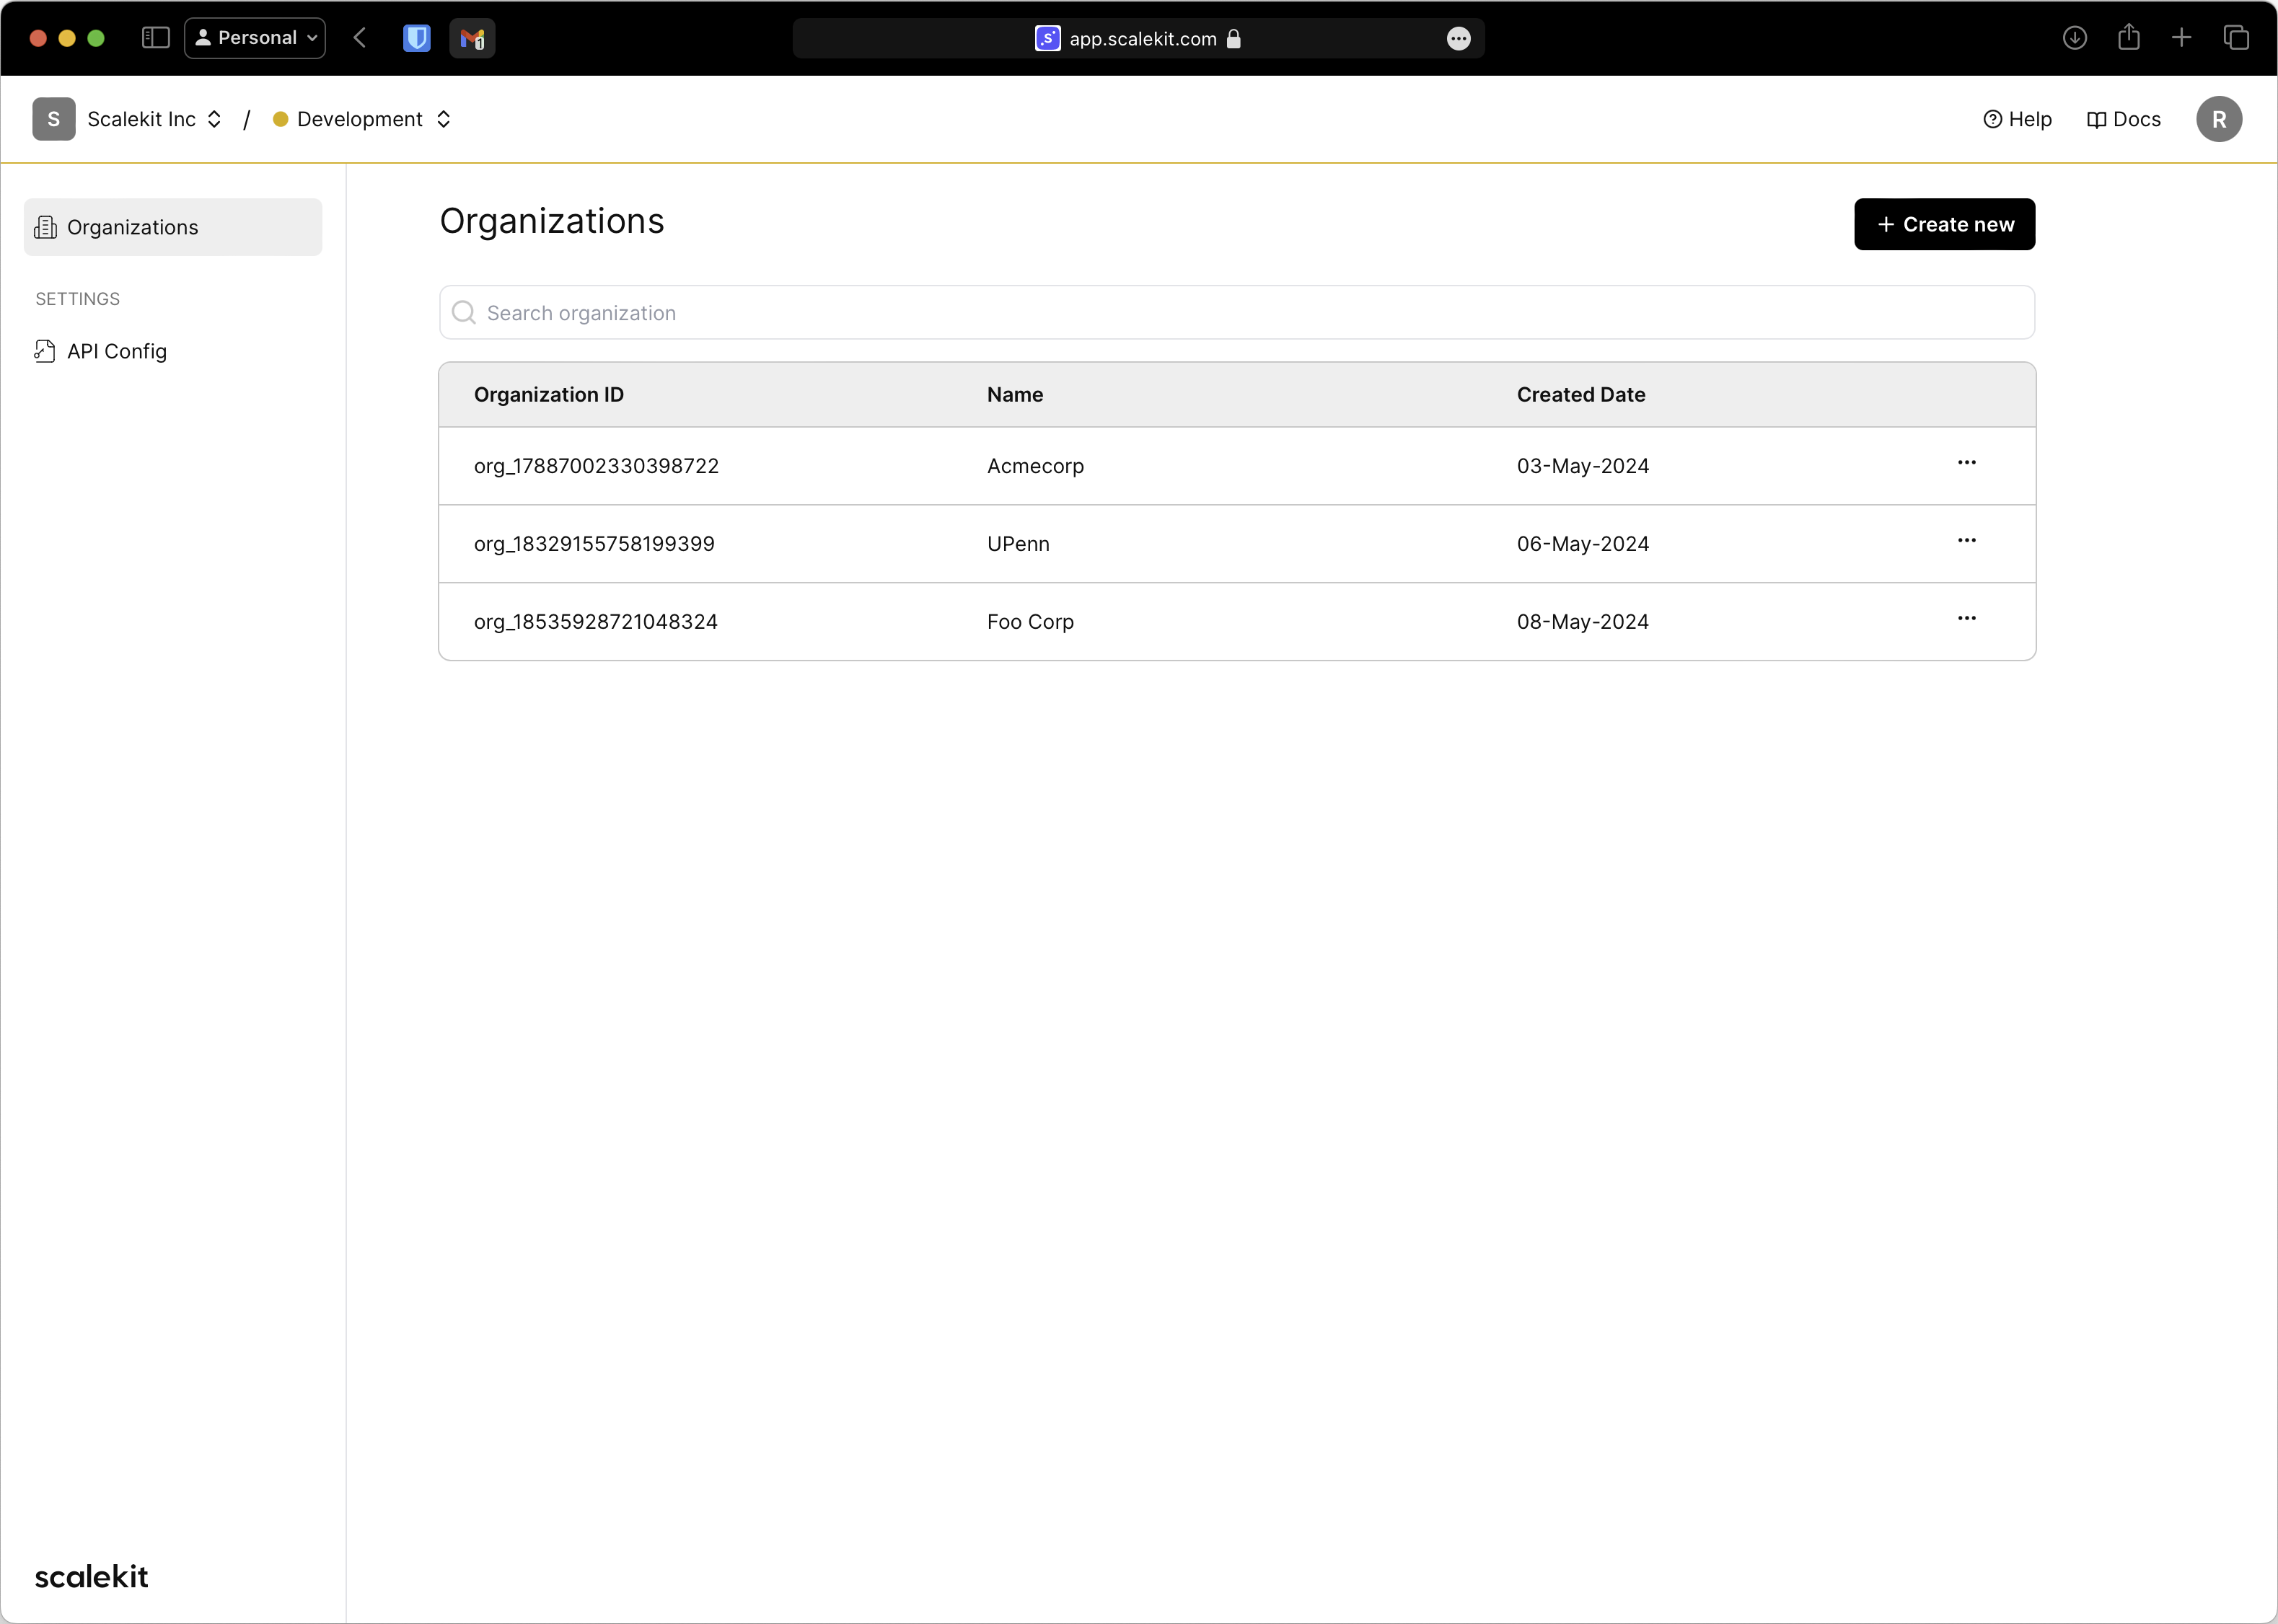 Personal
1
.S
app.scalekit.com
S Scalekit Inc / Development
Help
Docs
R
Organizations
SETTINGS
API Config
scalekit
Organizations
+ Create new
Search organization
Organization ID Name Created Date
org_17887002330398722 Acmecorp 03-May-2024 ···
org_18329155758199399 UPenn 06-May-2024 ···
org_18535928721048324 Foo Corp 08-May-2024 ···